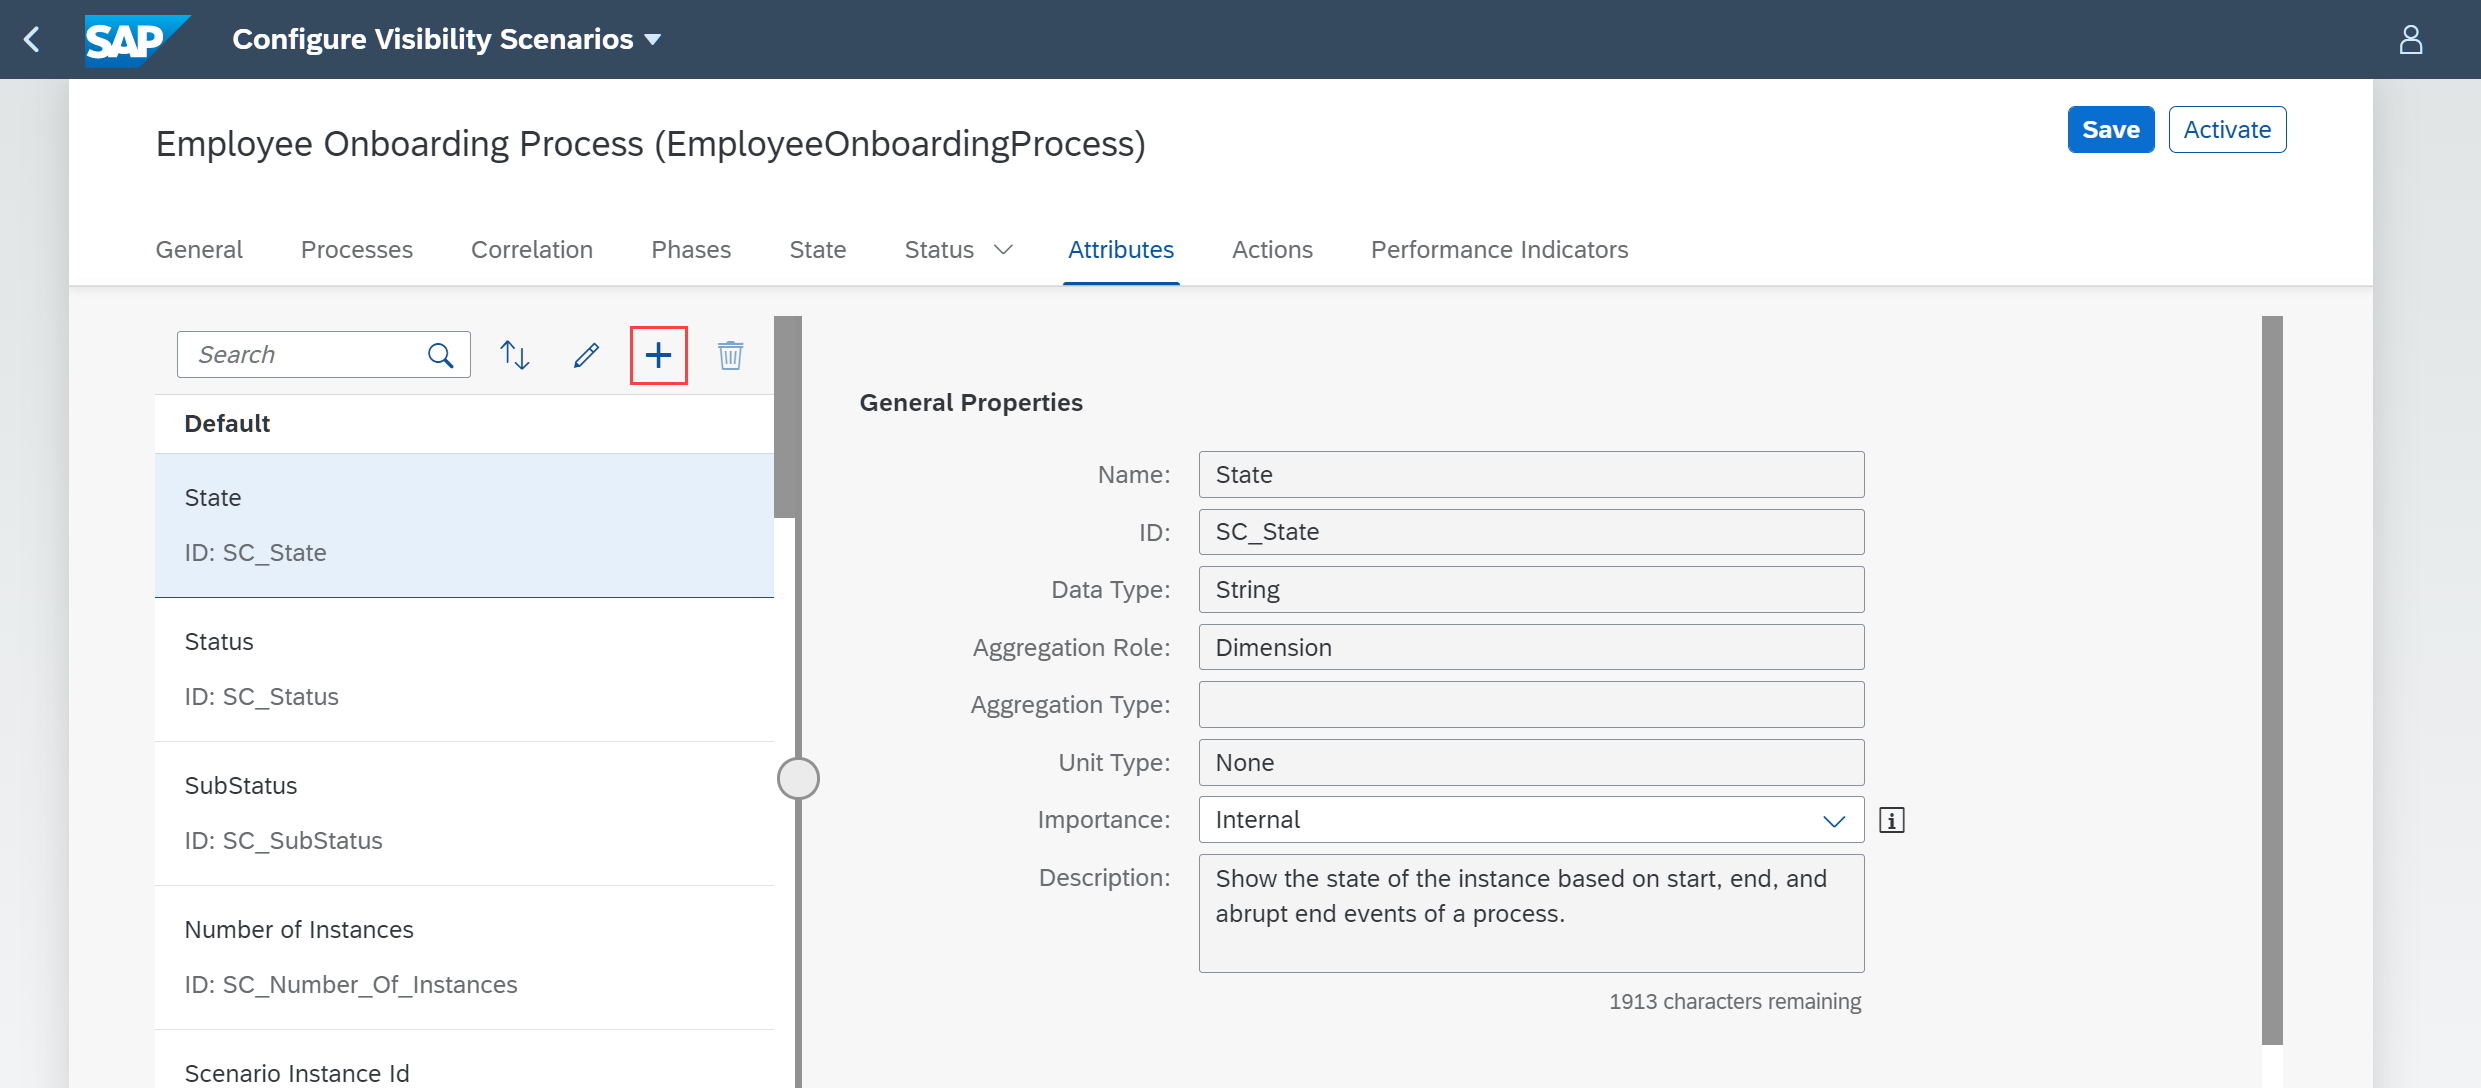 SAP Configure Visibility Scenarios
Employee Onboarding Process (EmployeeOnboardingProcess)
Save Activate
General Processes Correlation Phases State Status Attributes Actions Performance Indicators
Search
Default
State
ID: SC_State
Status
ID: SC_Status
SubStatus
ID: SC_SubStatus
Number of Instances
ID: SC_Number_Of_Instances
Scenario Instance Id
General Properties
Name: State
ID: SC_State
Data Type: String
Aggregation Role: Dimension
Aggregation Type:
Unit Type: None
Importance: Internal
Description: Show the state of the instance based on start, end, and
abrupt end events of a process.
1913 characters remaining